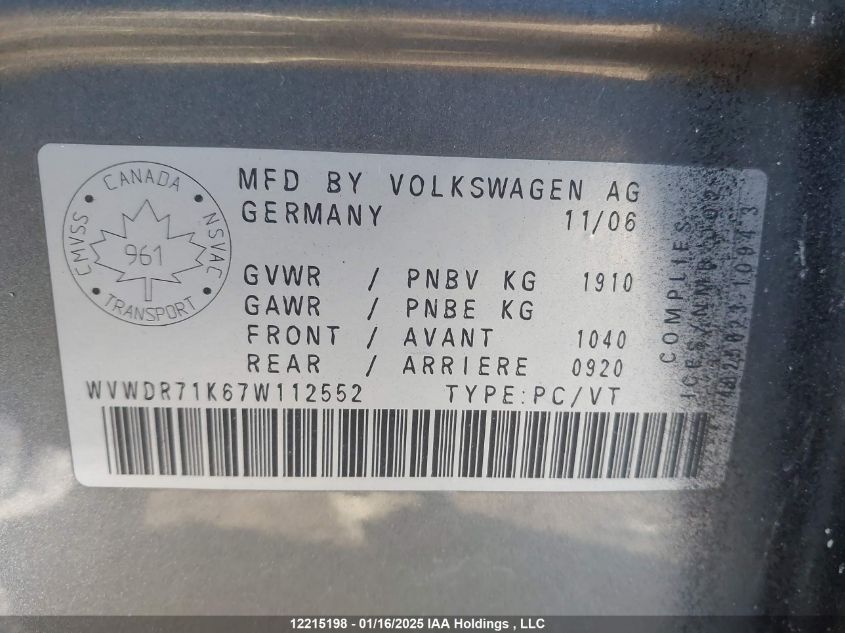 CANADA
CMVSS
NSVAC
961
TRANSPORT
MFD BY VOLKSWAGEN AG
GERMANY 11/06
GVWR / PNBV KG 1910
GAWR / PNBE KG
FRONT / AVANT 1040
REAR / ARRIERE 0920
WVWDR71K67W112552 TYPE:PC/VT
COMPLIES
12215198 - 01/16/2025 IAA Holdings , LLC